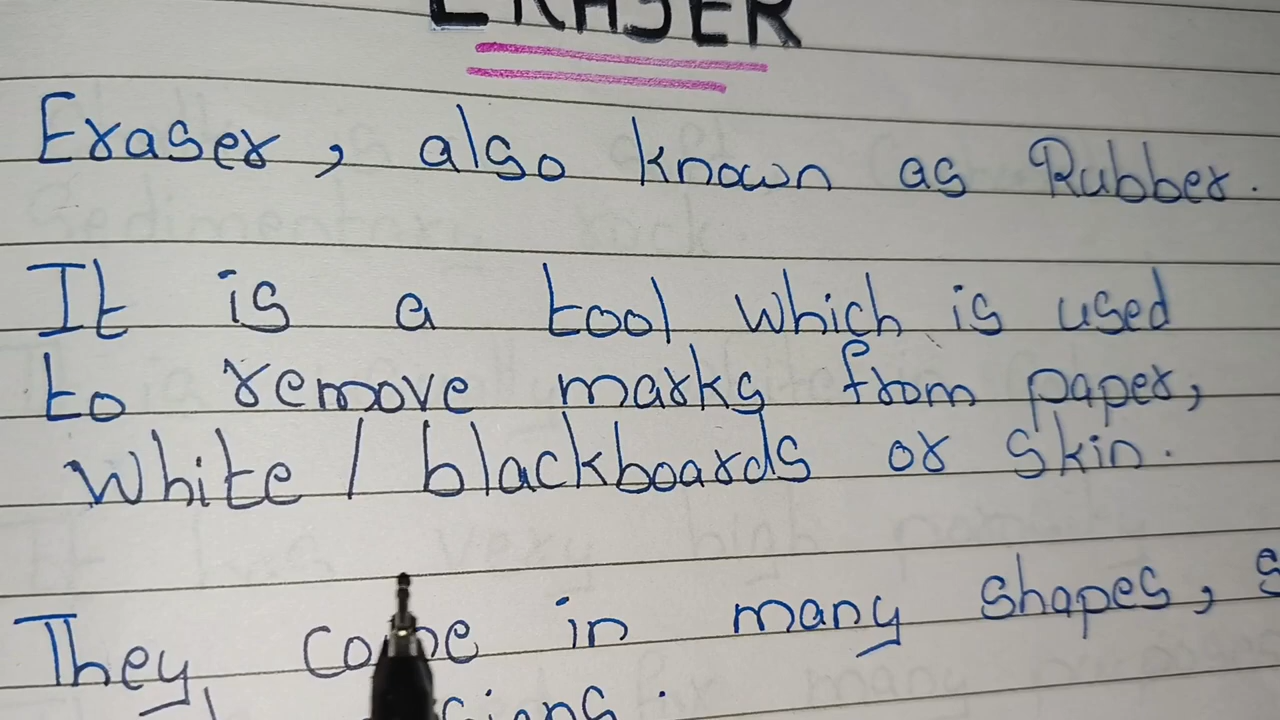 ERASER
Eraser, also known as Rubber.
It is a tool which is used
to remove marks from paper,
White / blackboards or skin.
They come in many shapes,